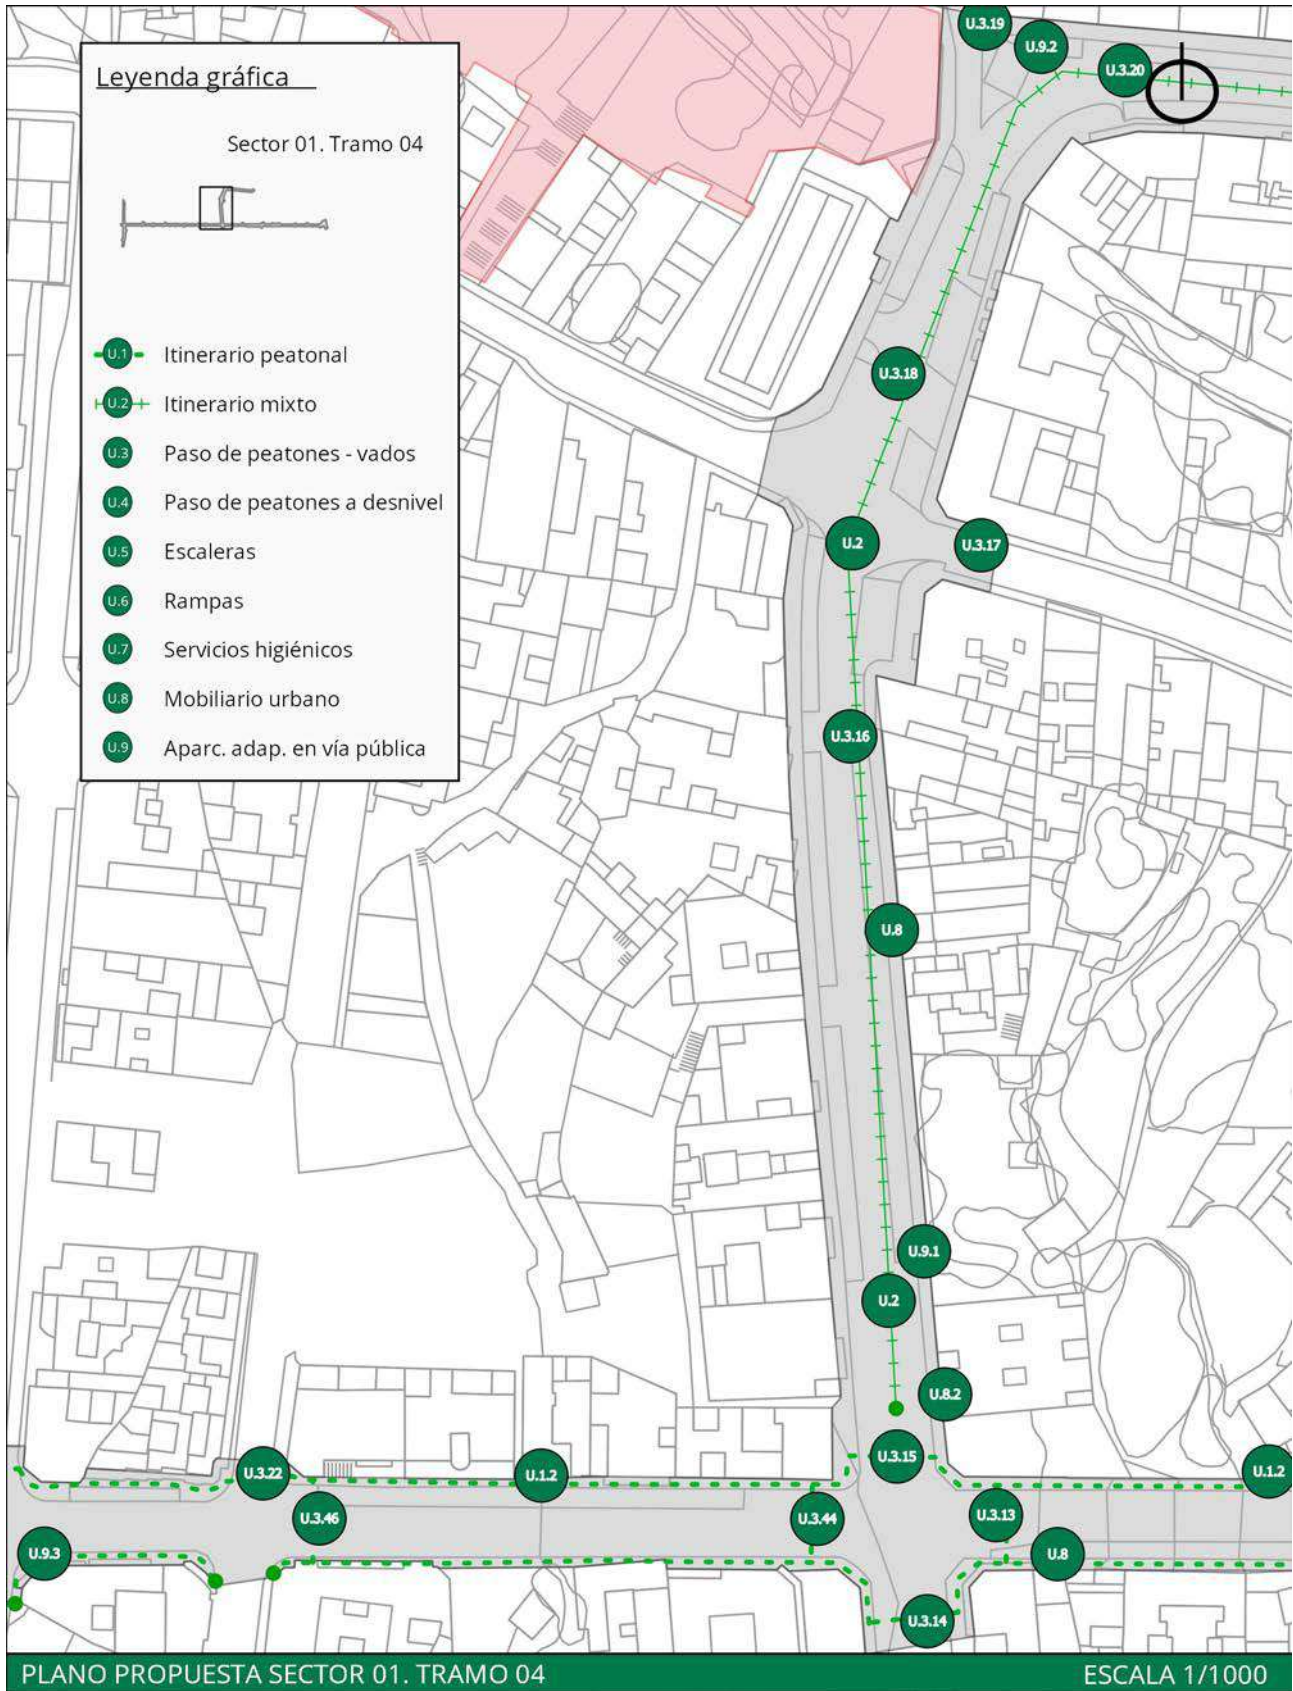 Leyenda gráfica
Sector 01. Tramo 04
U.1 Itinerario peatonal
U.2 Itinerario mixto
U.3 Paso de peatones - vados
U.4 Paso de peatones a desnivel
U.5 Escaleras
U.6 Rampas
U.7 Servicios higiénicos
U.8 Mobiliario urbano
U.9 Aparc. adap. en vía pública
U.3.19
U.9.2
U.3.20
U.3.18
U.2
U.3.17
U.3.16
U.8
U.9.1
U.2
U.8.2
U.3.15
U.3.22
U.1.2
U.1.2
U.3.46
U.3.44
U.3.13
U.9.3
U.8
U.3.14
PLANO PROPUESTA SECTOR 01. TRAMO 04
ESCALA 1/1000